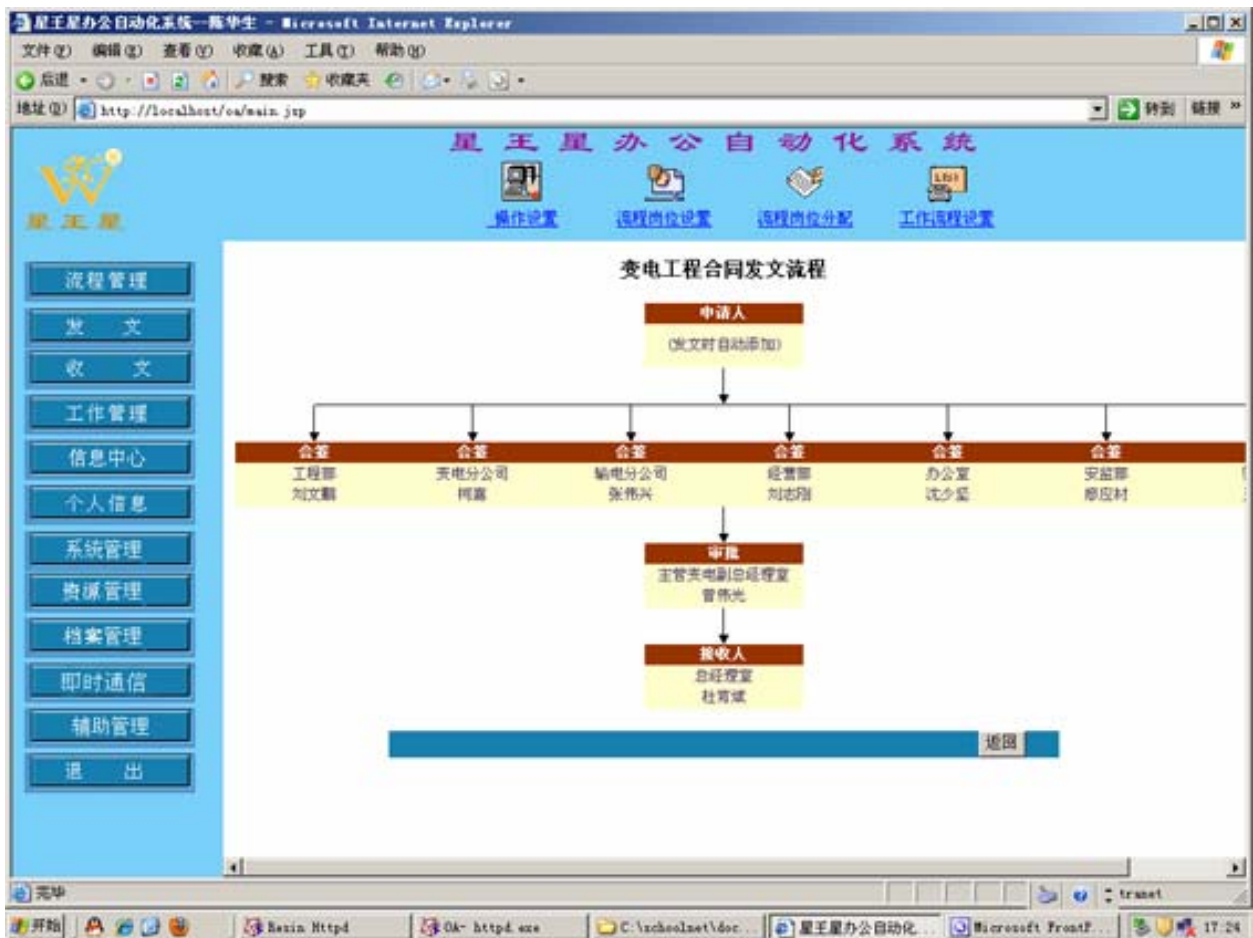 星王星办公自动化系统--陈华生 - Microsoft Internet Explorer
文件(F) 编辑(E) 查看(V) 收藏(A) 工具(T) 帮助(H)
后退 搜索 收藏夹
地址(D) http://localhost/oa/main.jsp 转到 链接 »
星王星办公自动化系统
星王星
操作设置 流程岗位设置 流程岗位分配 工作流程设置
变电工程合同发文流程
流程管理
发 文
收 文
工作管理
信息中心
个人信息
系统管理
资源管理
档案管理
即时通信
辅助管理
退 出
申请人
(发文时自动添加)
会签 会签 会签 会签 会签 会签
工程部 变电分公司 输电分公司 经营部 办公室 安监部
刘文鹏 柯嘉 张伟兴 刘志刚 沈少坚 廖应材
审批
主管变电副总经理室
曾伟光
接收人
总经理室
返回
完毕
开始 Resin Httpd OA- httpd.exe C:\schoolnet\doc... 星王星办公自动化... Microsoft FrontP... 17:24